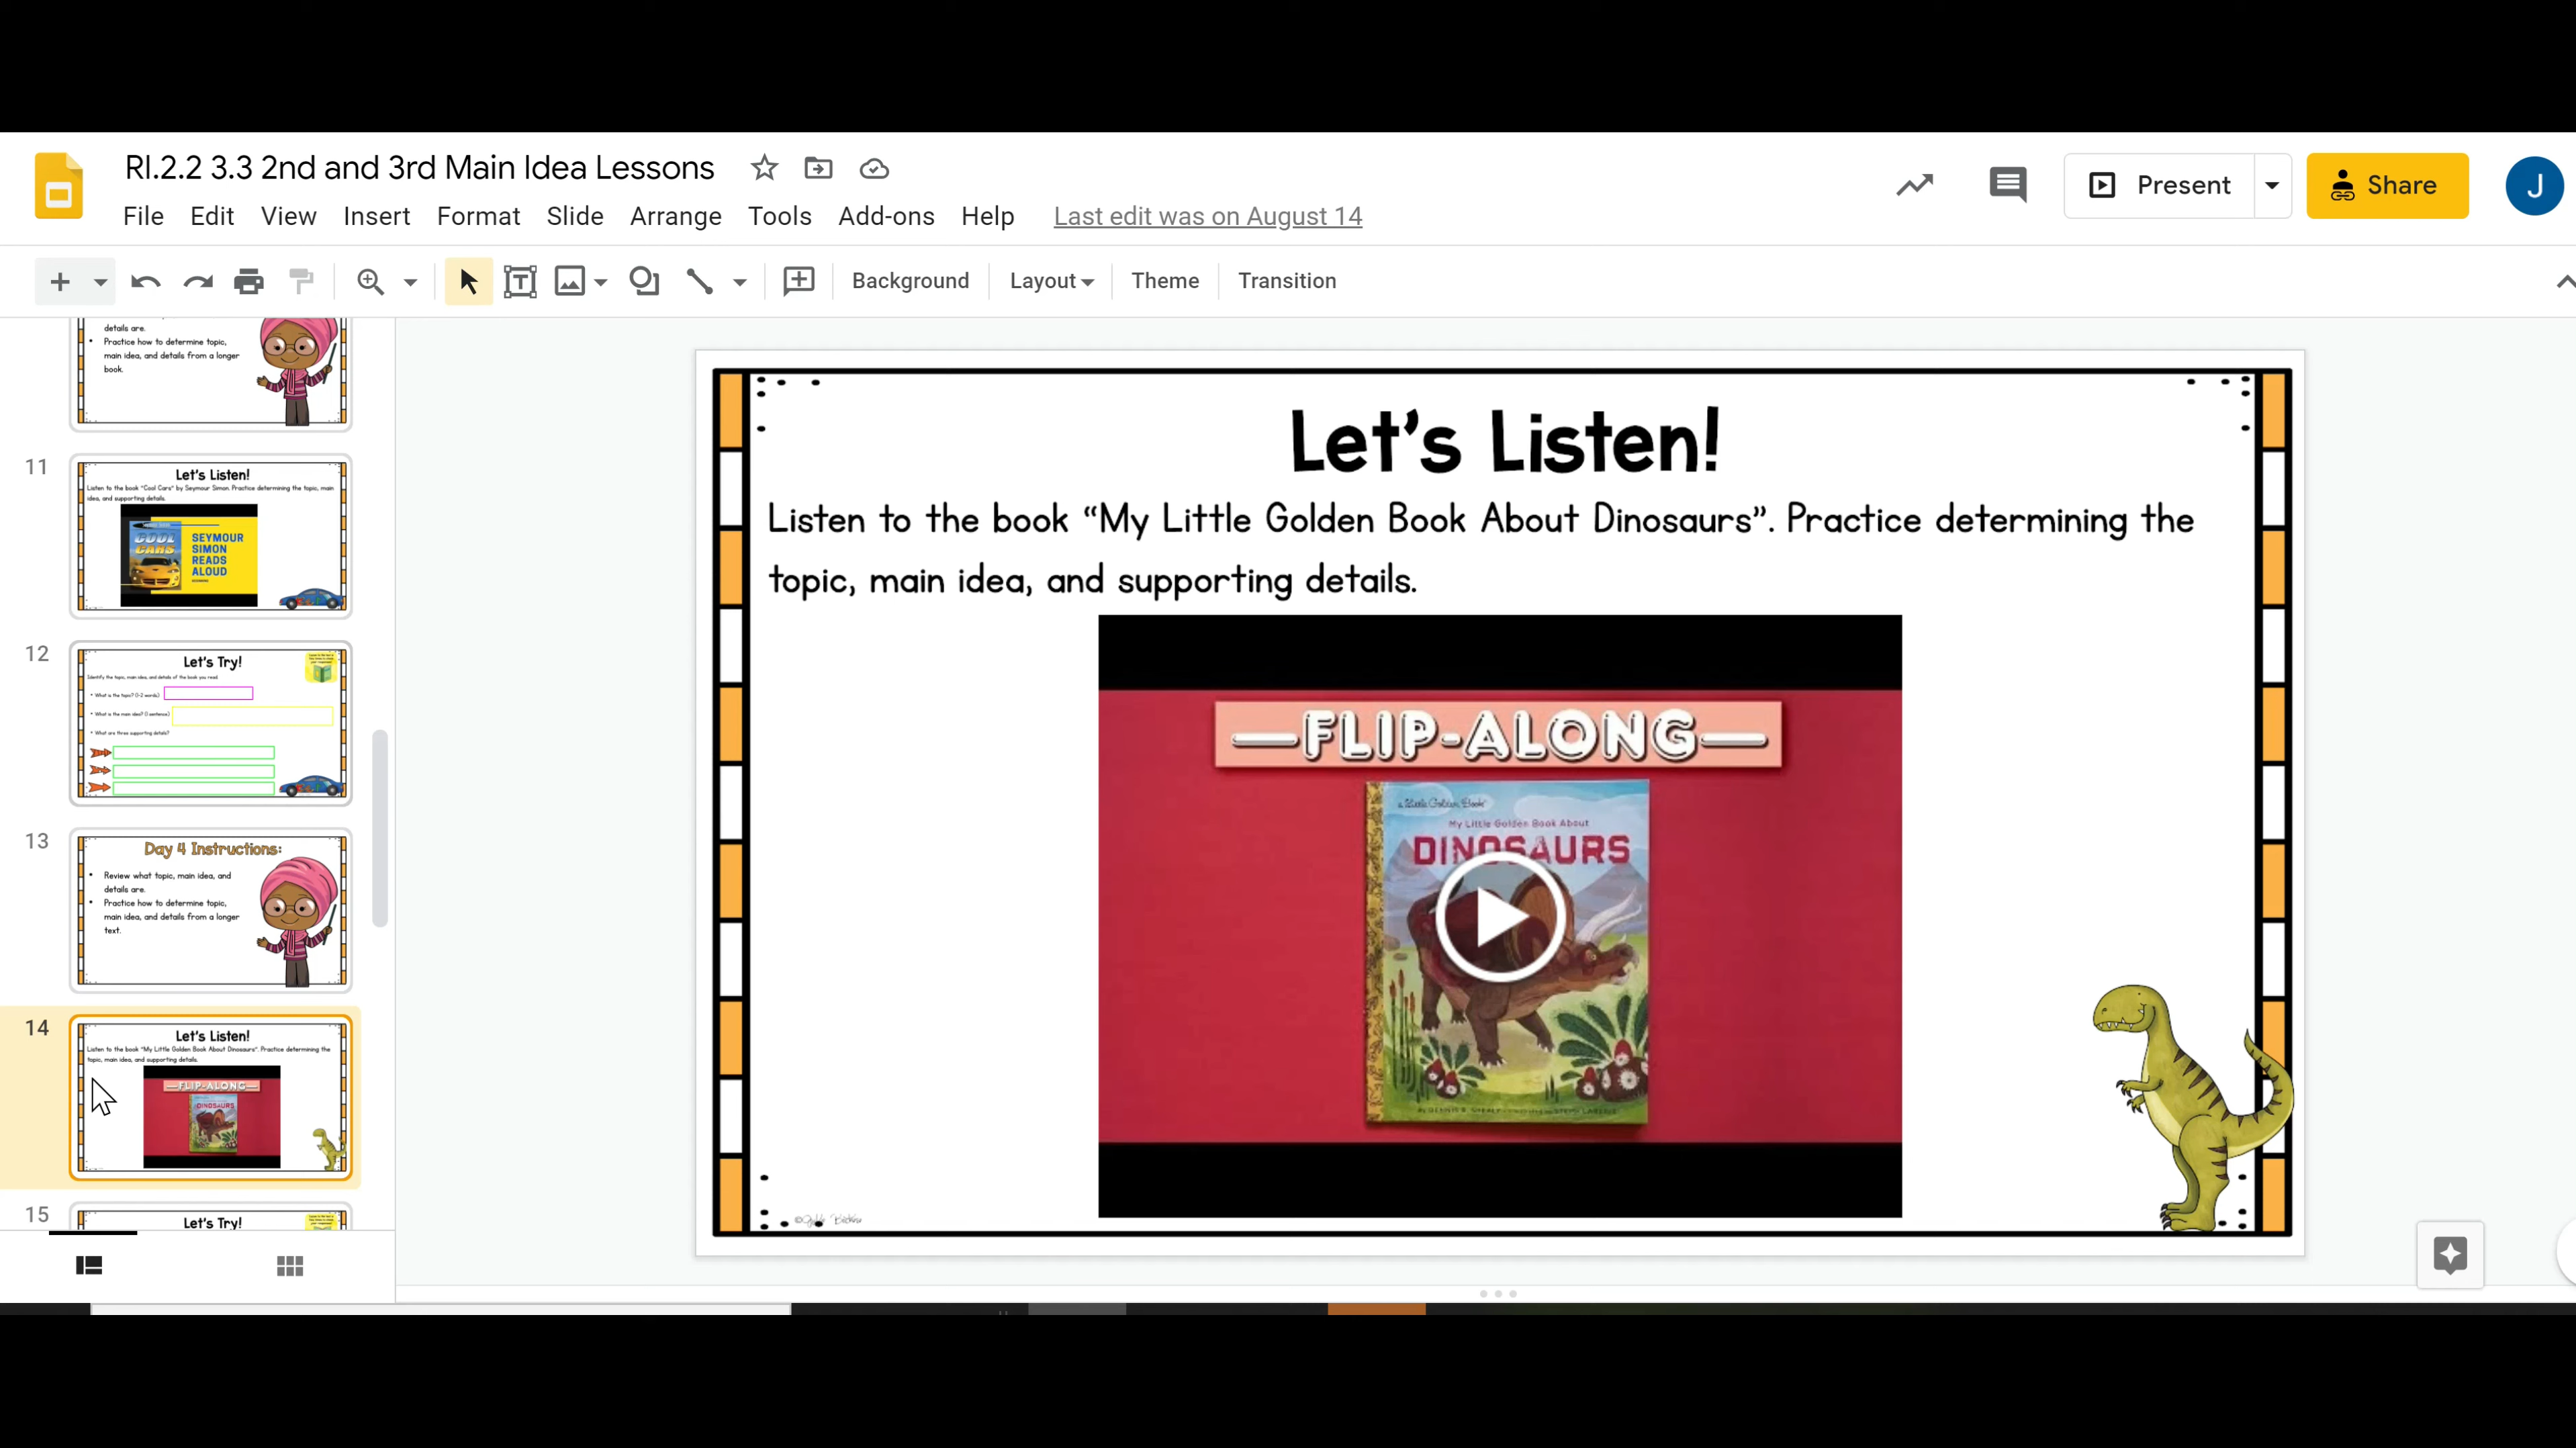 RI.2.2 3.3 2nd and 3rd Main Idea Lessons
Present
Share
J
File Edit View Insert Format Slide Arrange Tools Add-ons Help Last edit was on August 14
Background Layout Theme Transition
details are.
• Practice how to determine topic,
main idea, and details from a longer
book.
11
Let's Listen!
Listen to the book "Cool Cars" by Seymour Simon. Practice determining the topic, main
idea, and supporting details.
COOL
CARS
SEYMOUR
SIMON
READS
ALOUD
12
Let's Try!
Identify the topic, main idea, and details of the book you read.
• What is the topic? (1-2 words)
• What is the main idea? (1 sentence)
• What are three supporting details?
13
Day 4 Instructions:
• Review what topic, main idea, and
details are.
• Practice how to determine topic,
main idea, and details from a longer
text.
14
Let's Listen!
Listen to the book "My Little Golden Book About Dinosaurs". Practice determining the
topic, main idea, and supporting details.
—FLIP-ALONG—
DINOSAURS
15
Let's Try!
Let's Listen!
Listen to the book “My Little Golden Book About Dinosaurs”. Practice determining the
topic, main idea, and supporting details.
—FLIP-ALONG—
a Little Golden Book
My Little Golden Book About
DINOSAURS